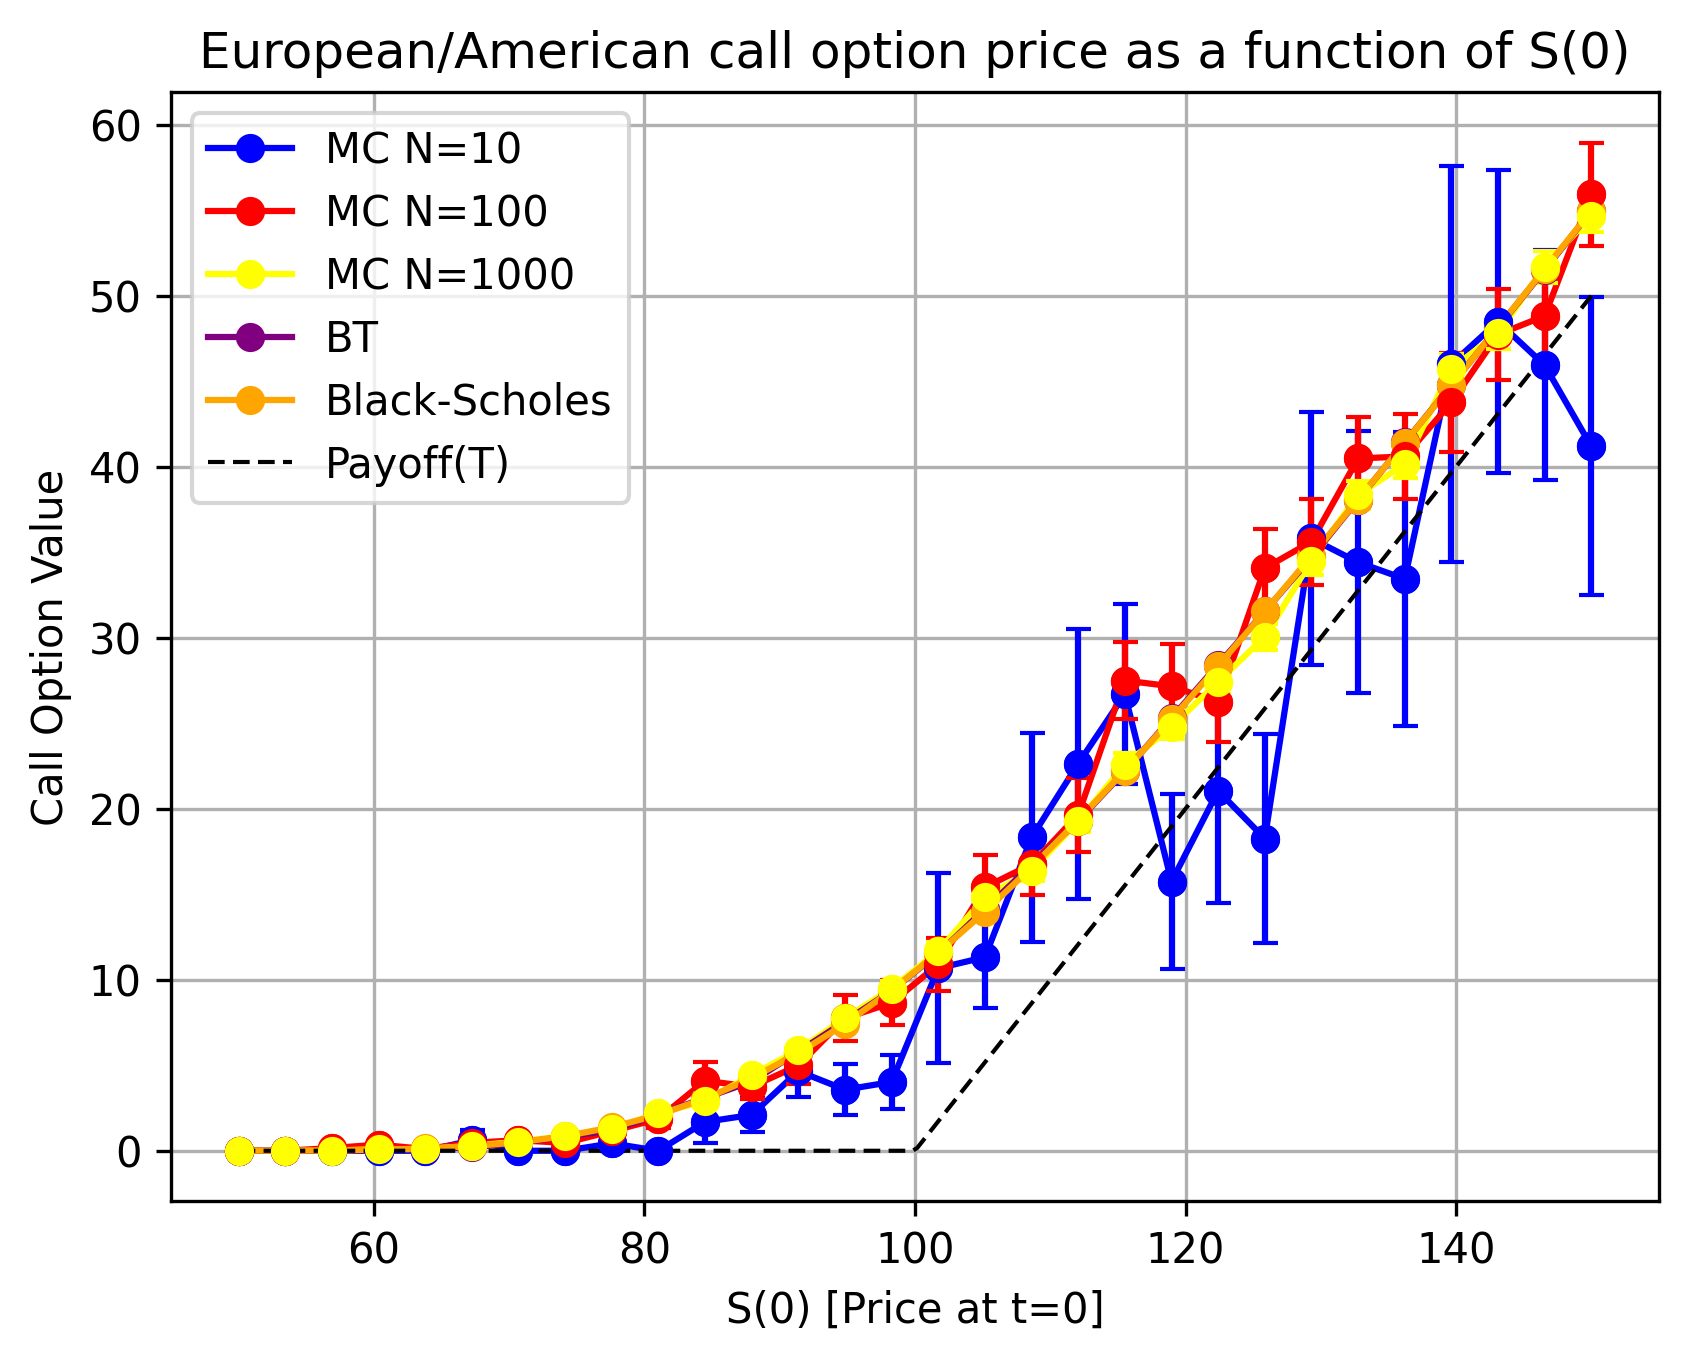 European/American call option price as a function of S(0)
MC N=10
MC N=100
MC N=1000
BT
Black-Scholes
Payoff(T)
Call Option Value
60
50
40
30
20
10
0
60 80 100 120 140
S(0) [Price at t=0]